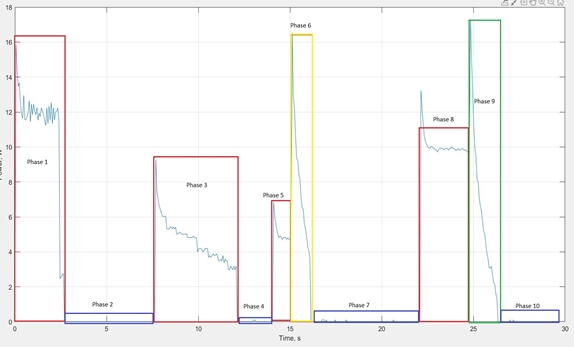 18
16
14
12
10
8
6
4
2
0
Phase 1
Phase 2
Phase 3
Phase 4
Phase 5
Phase 6
Phase 7
Phase 8
Phase 9
Phase 10
0 5 10 15 20 25 30
Time, s